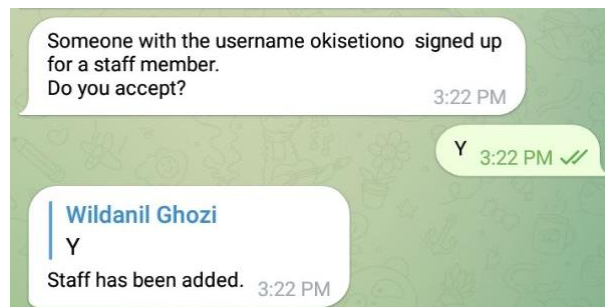 Someone with the username okisetiono signed up
for a staff member.
Do you accept?
3:22 PM
Y 3:22 PM
Wildanil Ghozi
Y
Staff has been added. 3:22 PM